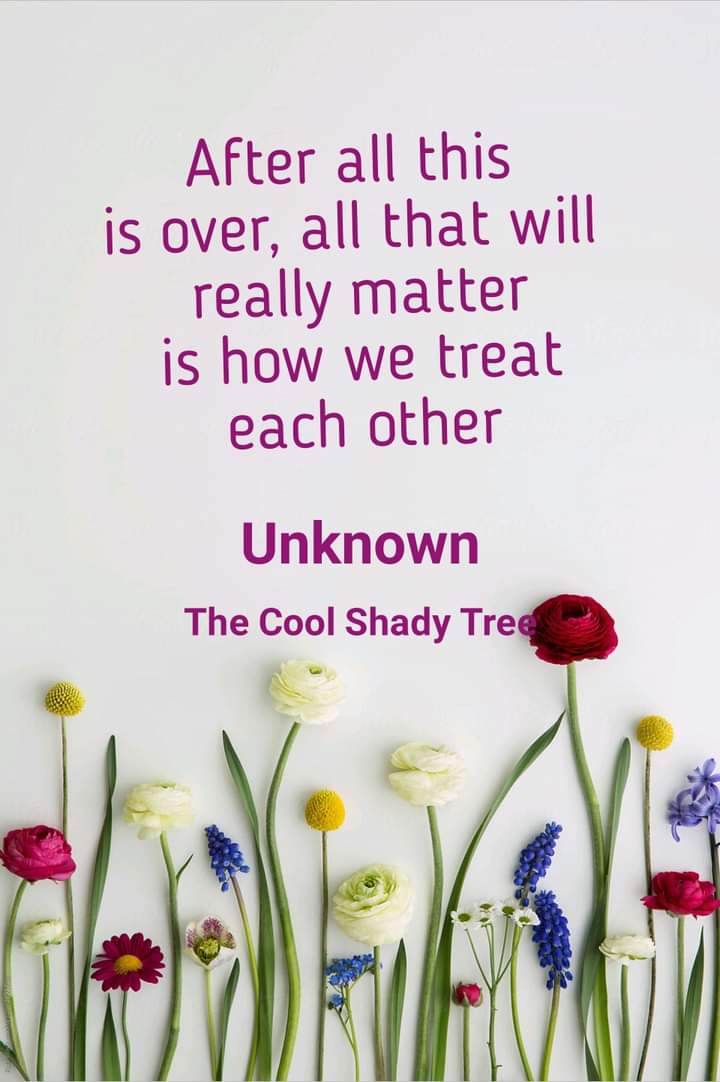 After all this
is over, all that will
really matter
is how we treat
each other
Unknown
The Cool Shady Tree